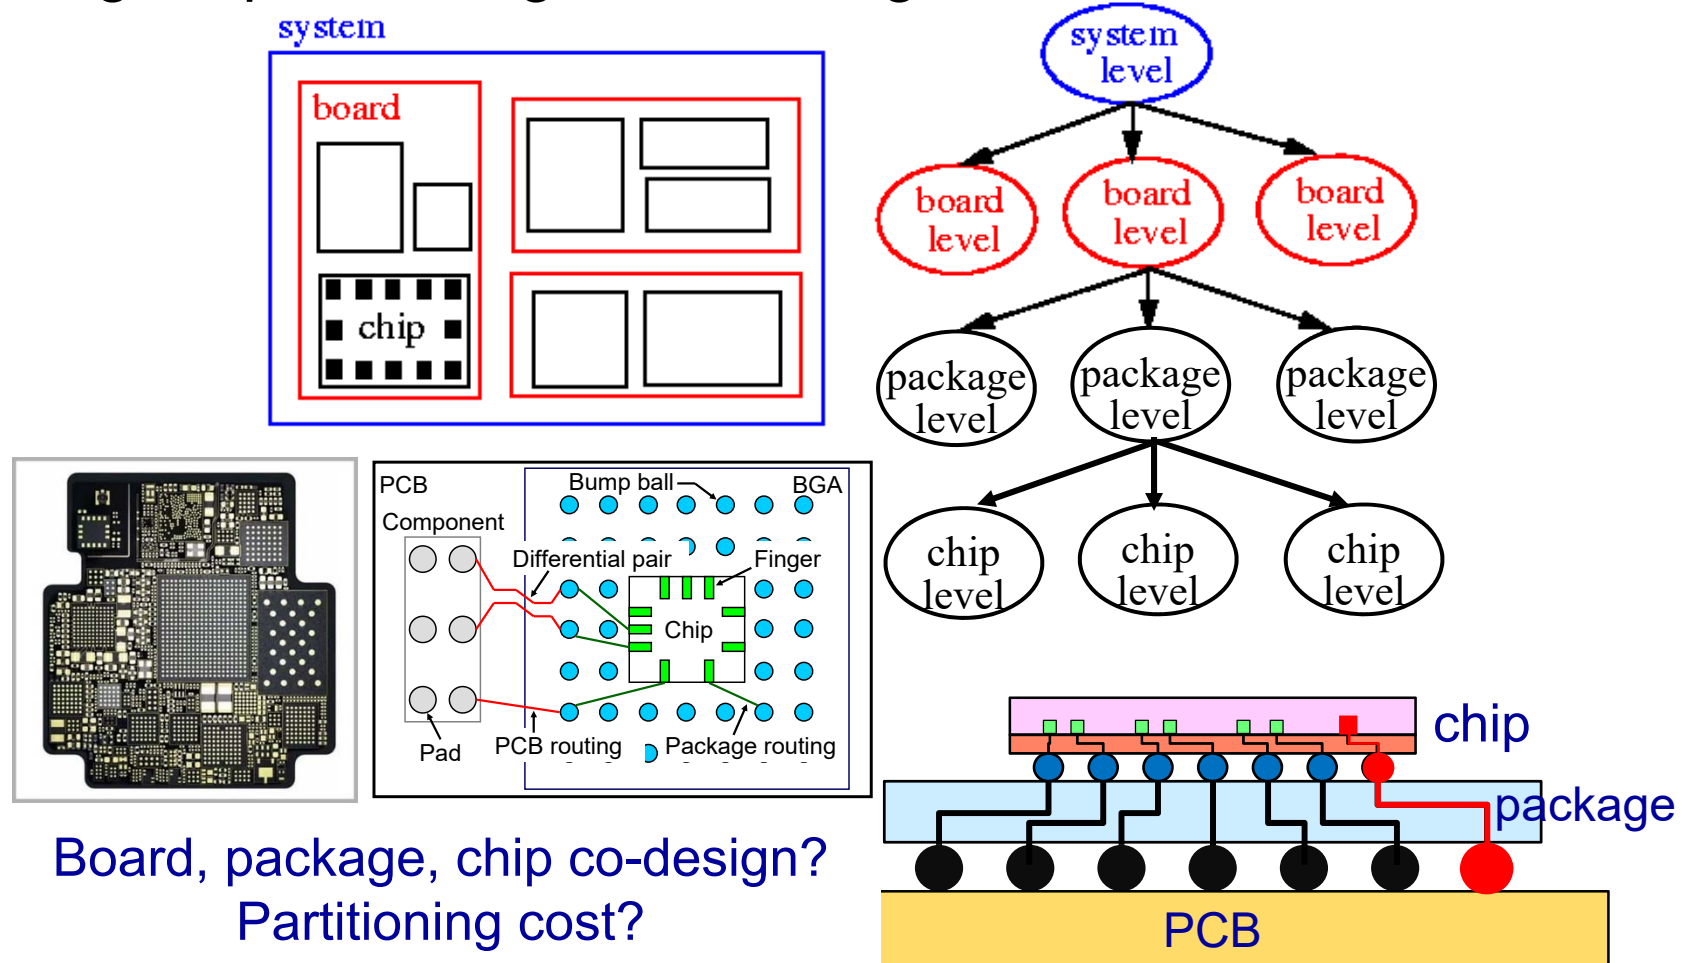 system
board
chip
system
level
board
level
board
level
board
level
package
level
package
level
package
level
chip
level
chip
level
chip
level
PCB
Bump ball
BGA
Component
Differential pair
Finger
Chip
Pad
PCB routing
Package routing
chip
package
PCB
Board, package, chip co-design?
Partitioning cost?